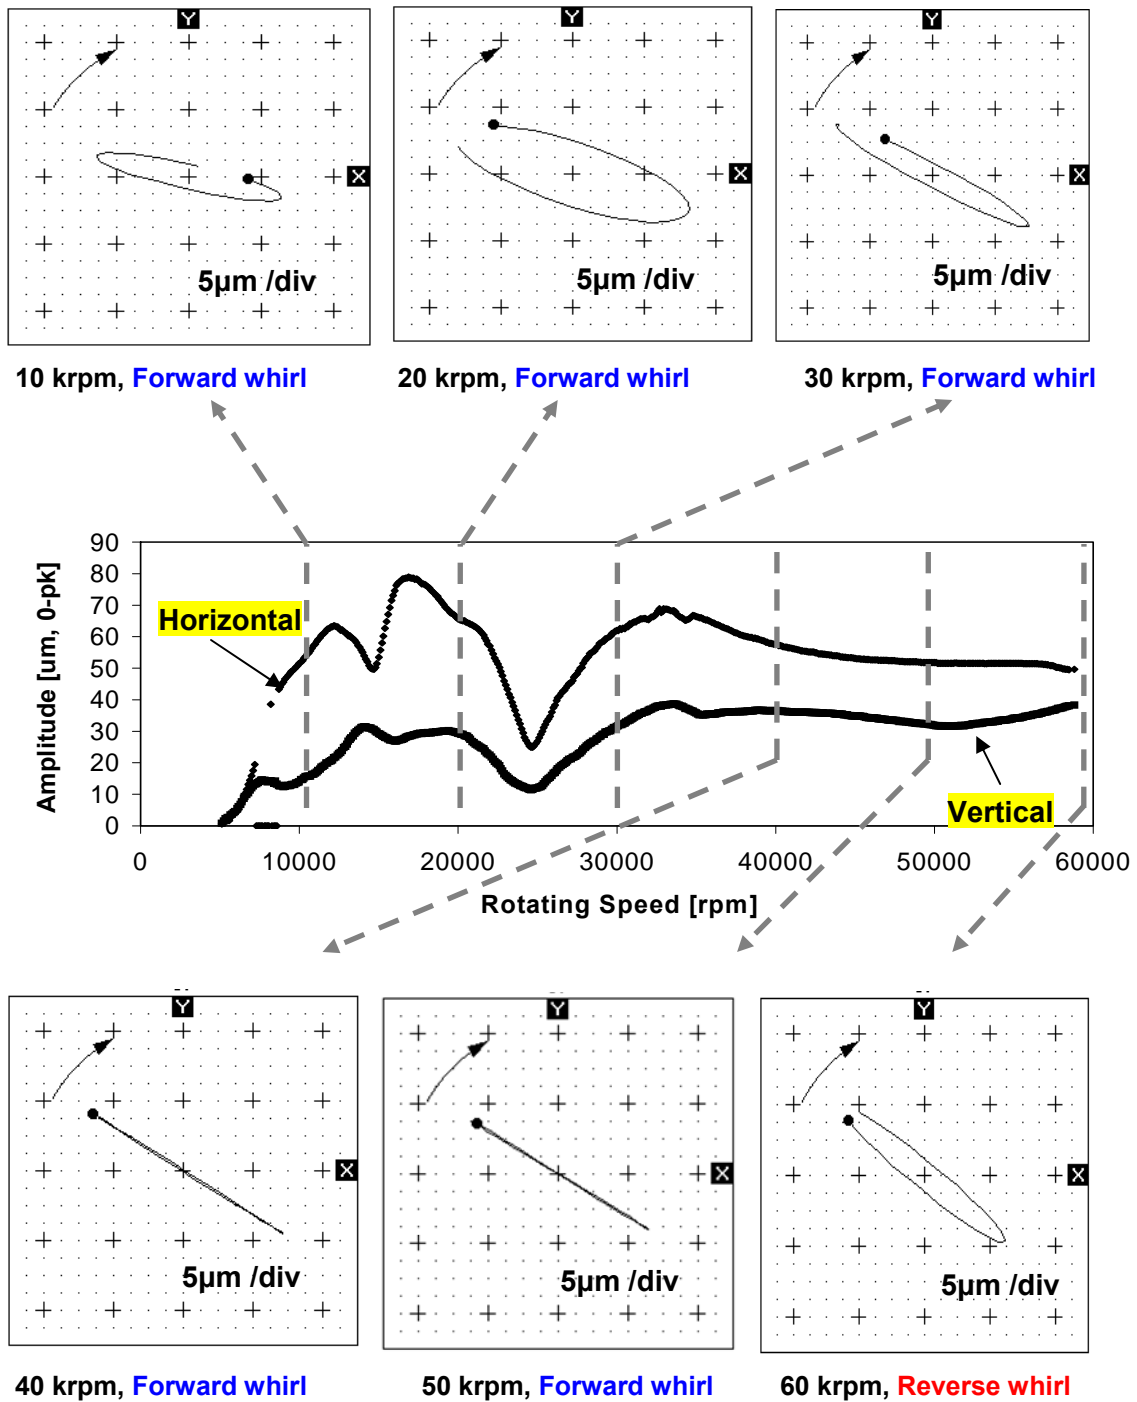 Y
Y
Y
X
X
X
5µm /div
5µm /div
5µm /div
10 krpm, Forward whirl
20 krpm, Forward whirl
30 krpm, Forward whirl
Amplitude [um, 0-pk]
90
80
70
60
50
40
30
20
10
0
Horizontal
Vertical
0
10000
20000
30000
40000
50000
60000
Rotating Speed [rpm]
Y
Y
Y
X
X
X
5µm /div
5µm /div
5µm /div
40 krpm, Forward whirl
50 krpm, Forward whirl
60 krpm, Reverse whirl